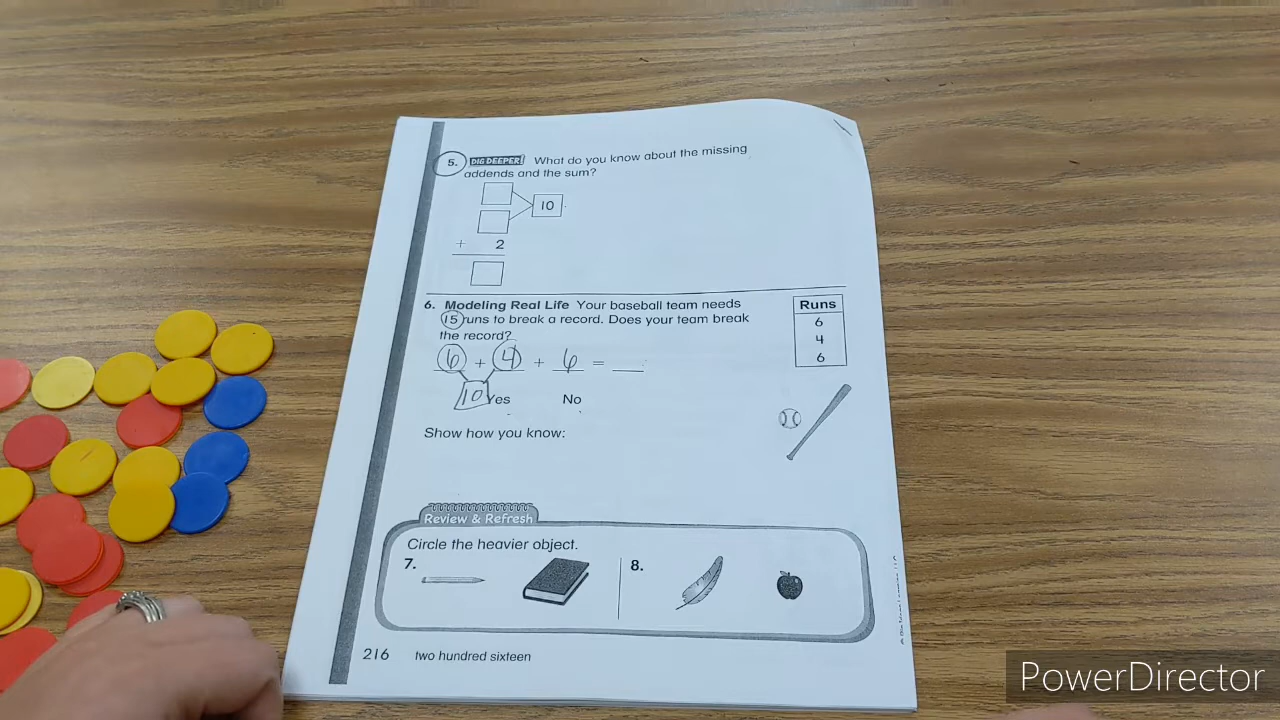 5. DIG DEEPER! What do you know about the missing
addends and the sum?
10
+ 2
6. Modeling Real Life Your baseball team needs
15 runs to break a record. Does your team break
the record?
Runs
6
4
6
6 + 4 + 6 = __
10 Yes No
Show how you know:
Review & Refresh
Circle the heavier object.
7.
8.
216 two hundred sixteen
PowerDirector